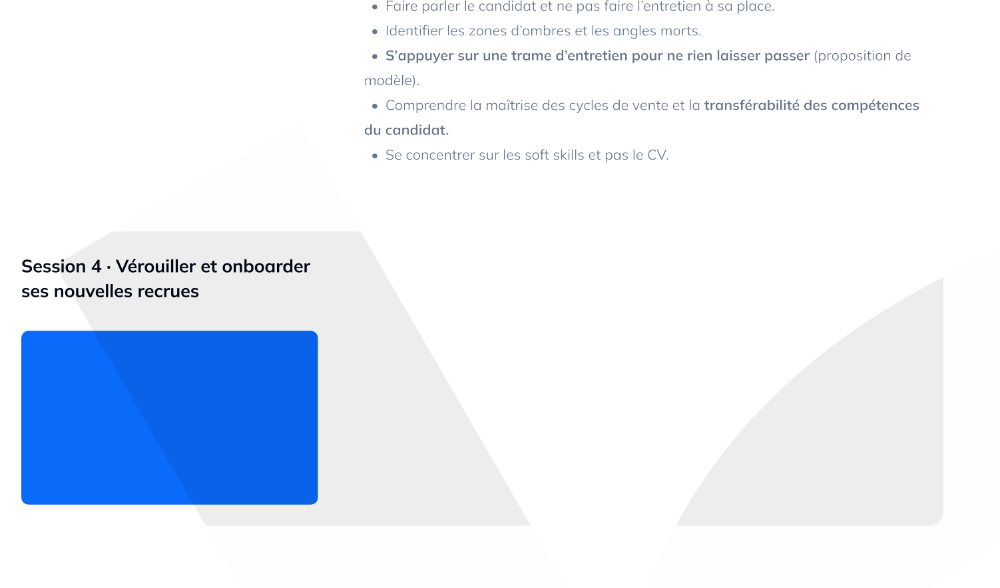 • Faire parler le candidat et ne pas faire l’entretien à sa place.
• Identifier les zones d’ombres et les angles morts.
• S’appuyer sur une trame d’entretien pour ne rien laisser passer (proposition de
modèle).
• Comprendre la maîtrise des cycles de vente et la transférabilité des compétences
du candidat.
• Se concentrer sur les soft skills et pas le CV.
Session 4 · Vérouiller et onboarder
ses nouvelles recrues